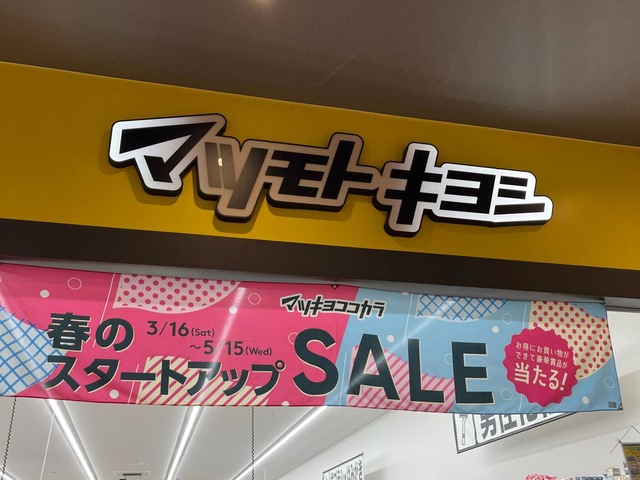 マツモトキヨシ
マツキヨココカラ
春の
スタートアップ
3/16(Sat)
～5/15(Wed)
SALE
お得にお買い物が
できて豪華賞品が
当たる!